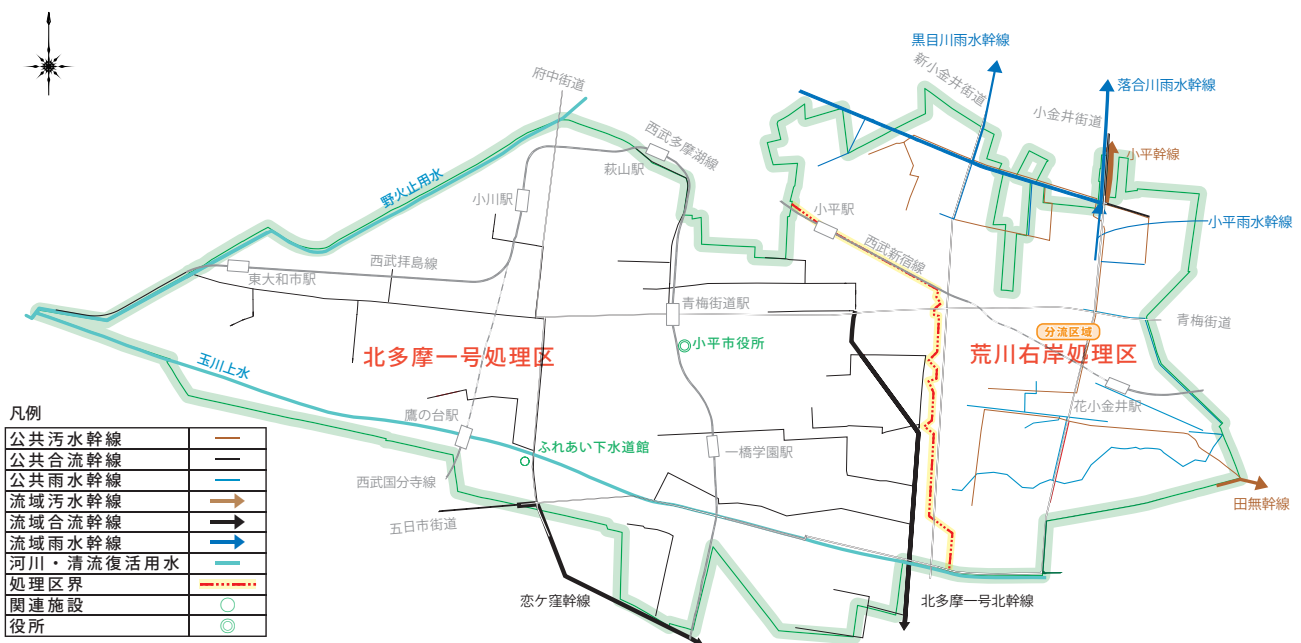 黒目川雨水幹線
新小金井街道
府中街道
落合川雨水幹線
小金井街道
西武多摩湖線
小平幹線
萩山駅
野火止用水
小川駅
小平駅
小平雨水幹線
西武新宿線
西武拝島線
東大和市駅
青梅街道駅
青梅街道
分流区域
小平市役所
北多摩一号処理区
荒川右岸処理区
玉川上水
花小金井駅
鷹の台駅
ふれあい下水道館
一橋学園駅
西武国分寺線
田無幹線
五日市街道
恋ケ窪幹線
北多摩一号北幹線
凡例
公共汚水幹線
公共合流幹線
公共雨水幹線
流域汚水幹線
流域合流幹線
流域雨水幹線
河川・清流復活用水
処理区界
関連施設
役所